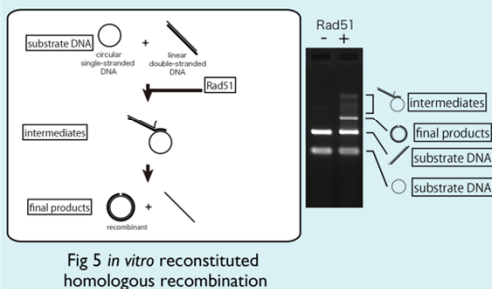 substrate DNA
+
circular
single-stranded
DNA
linear
double-stranded
DNA
Rad51
intermediates
final products
+
recombinant
Rad51
- +
intermediates
final products
substrate DNA
substrate DNA
Fig 5 in vitro reconstituted
homologous recombination